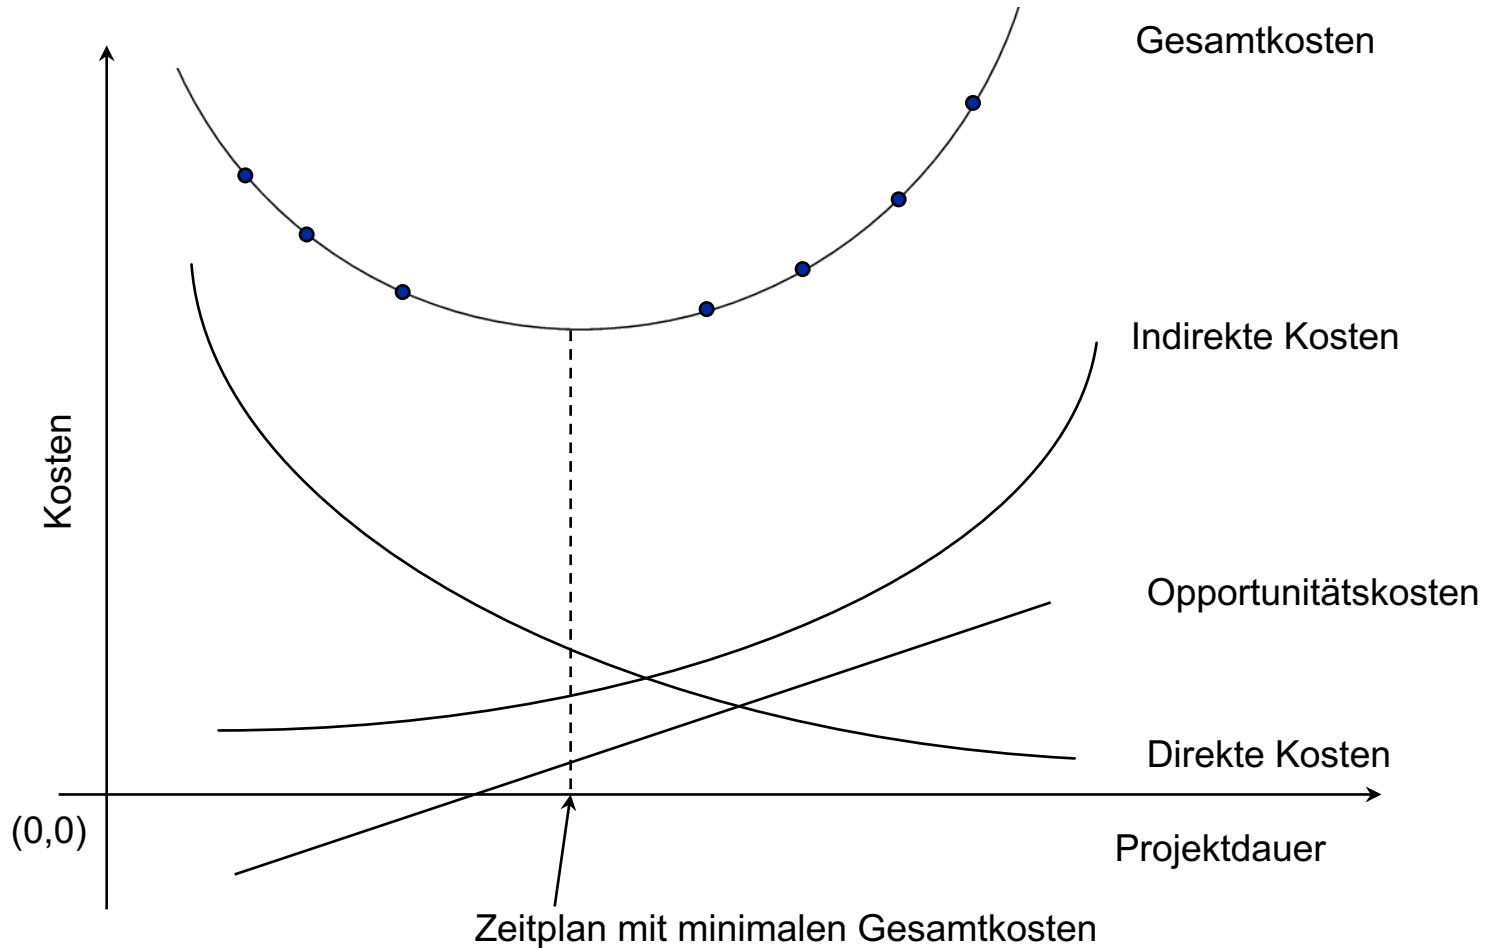 Gesamtkosten
Indirekte Kosten
Kosten
Opportunitätskosten
Direkte Kosten
(0,0)
Projektdauer
Zeitplan mit minimalen Gesamtkosten